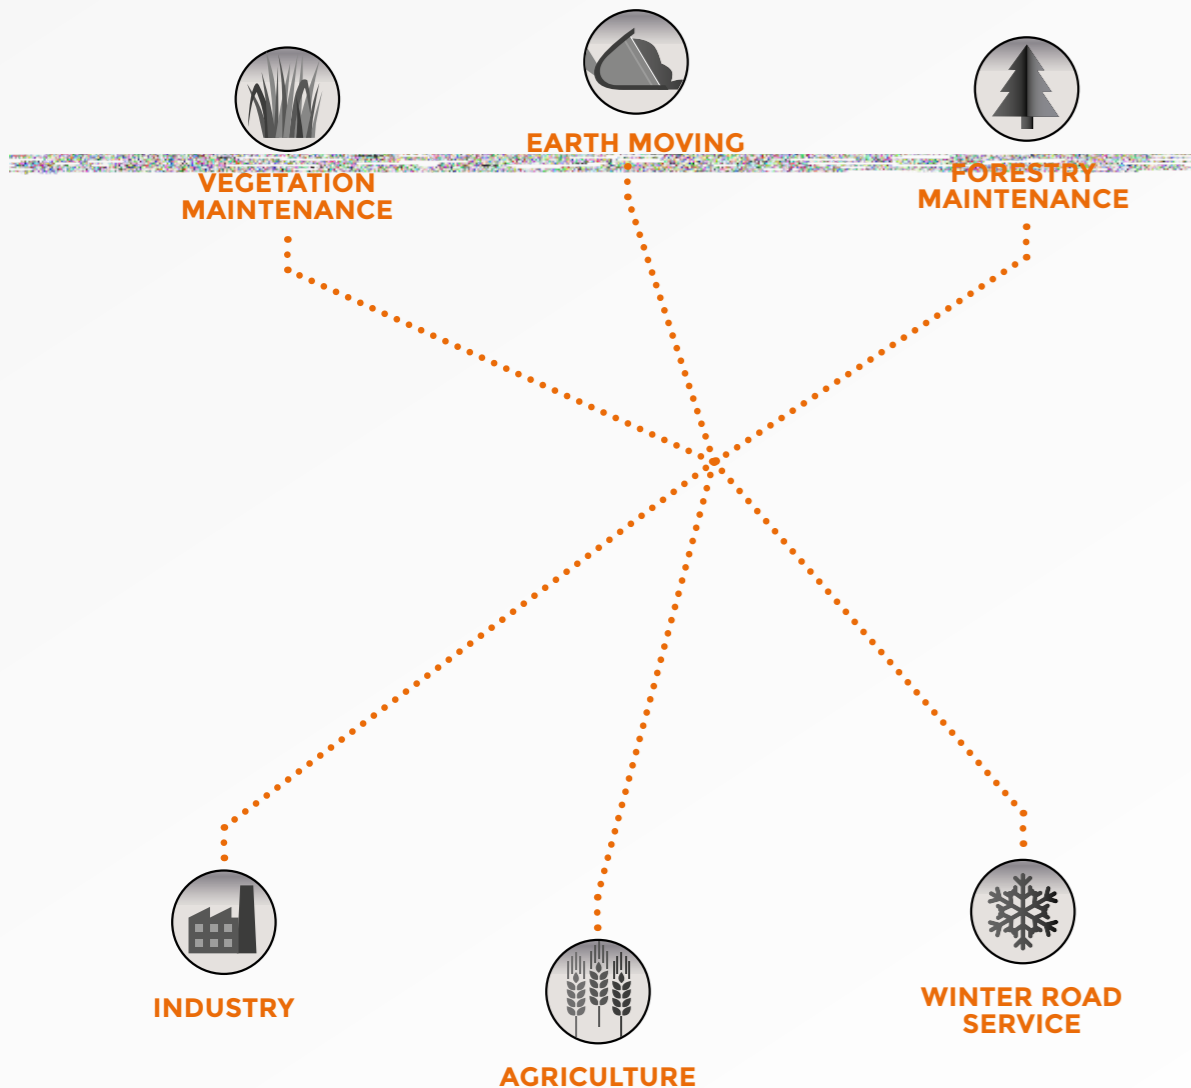 EARTH MOVING
VEGETATION
MAINTENANCE
FORESTRY
MAINTENANCE
INDUSTRY
WINTER ROAD
SERVICE
AGRICULTURE